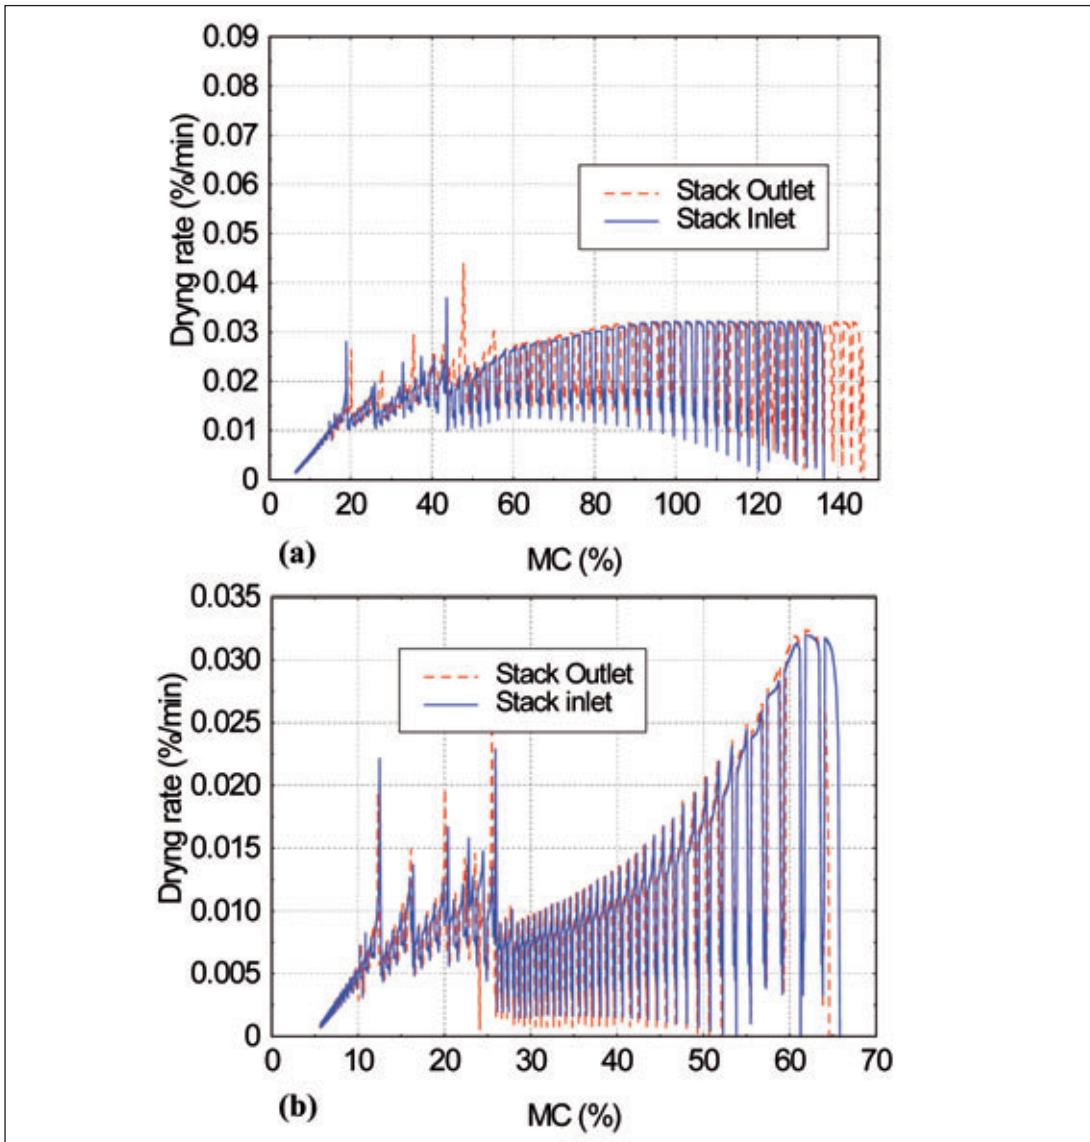 0.09
0.08
0.07
0.06
0.05
0.04
0.03
0.02
0.01
0
Dryng rate (%/min)
Stack Outlet
Stack Inlet
0 20 40 60 80 100 120 140
(a) MC (%)
0.035
0.030
0.025
0.020
0.015
0.010
0.005
0
Dryng rate (%/min)
Stack Outlet
Stack inlet
0 10 20 30 40 50 60 70
(b) MC (%)